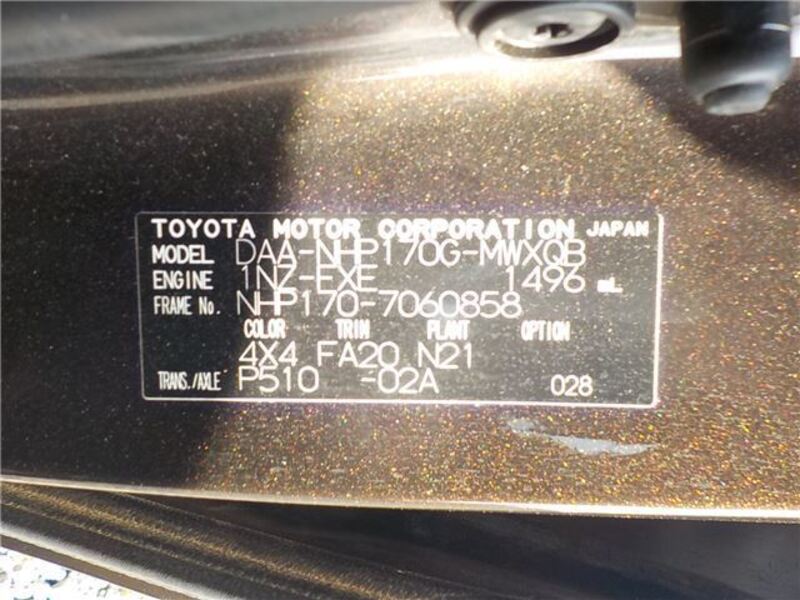 TOYOTA MOTOR CORPORATION JAPAN
MODEL DAA-NHP170G-MWXQB
ENGINE 1NZ-EXE 1496 mL
FRAME No. NHP170-7060858
COLOR TRIM PLANT OPTION
4X4 FA20 N21
TRANS./AXLE P510 -02A 028